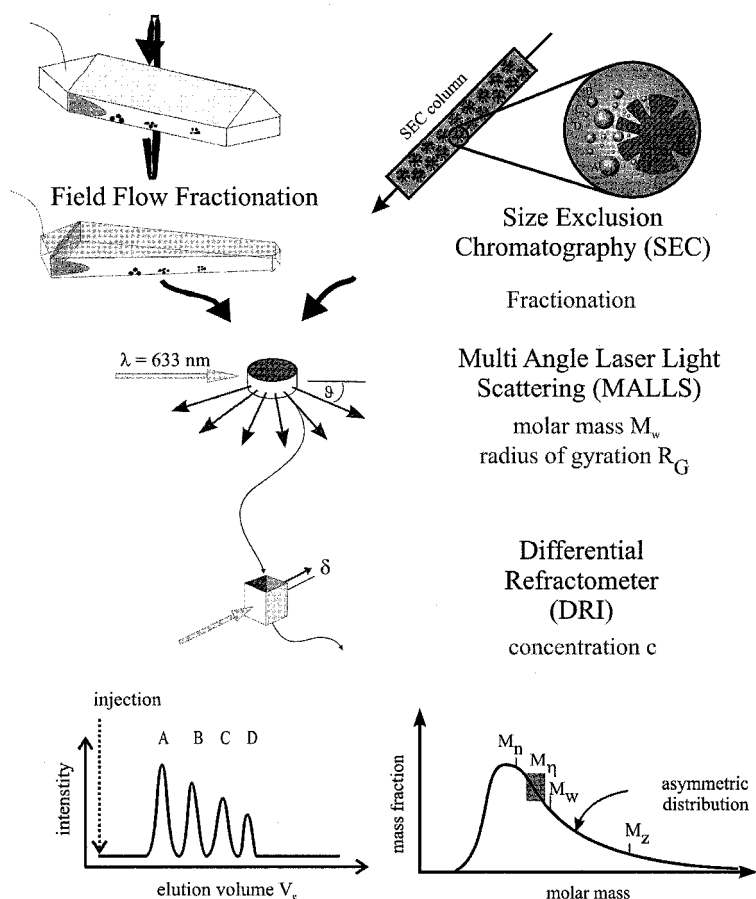 SEC column
Field Flow Fractionation
Size Exclusion
Chromatography (SEC)
Fractionation
λ = 633 nm
ϑ
Multi Angle Laser Light
Scattering (MALLS)
molar mass M_w
radius of gyration R_G
δ
Differential
Refractometer
(DRI)
concentration c
injection
A B C D
intenstity
elution volume V_e
M_n
M_η
M_w
M_z
asymmetric
distribution
mass fraction
molar mass